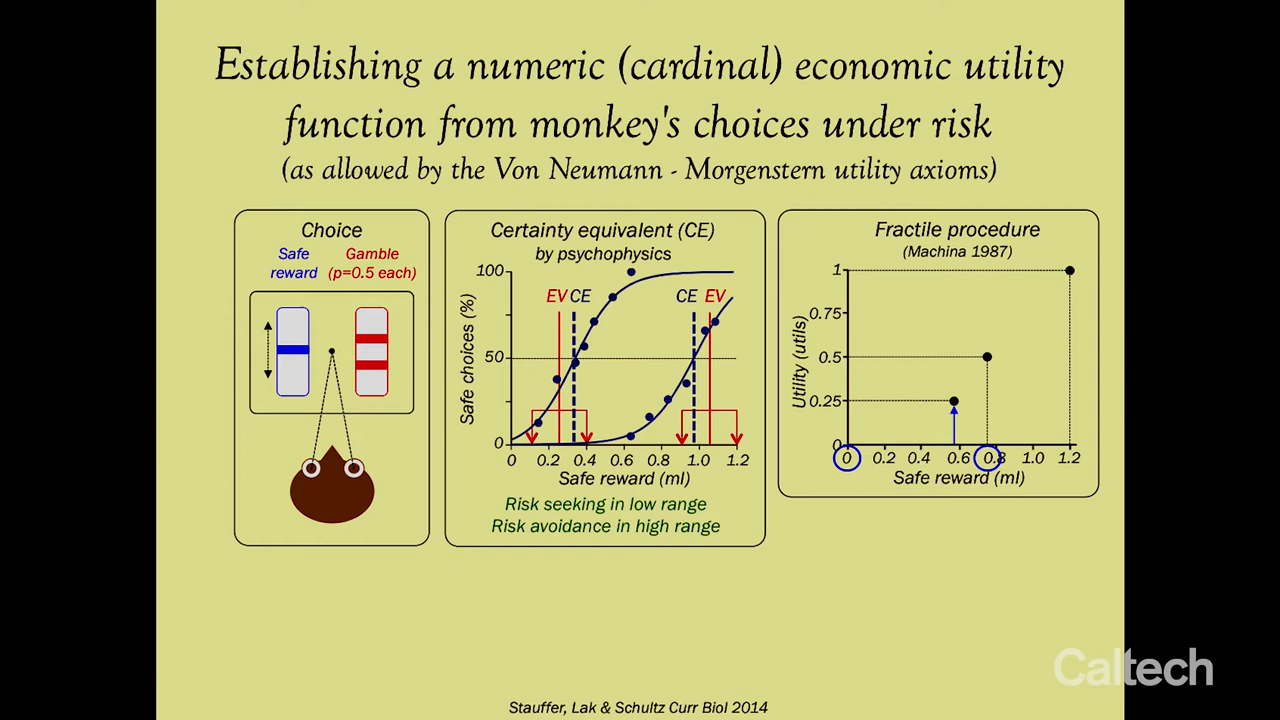 Establishing a numeric (cardinal) economic utility
function from monkey's choices under risk
(as allowed by the Von Neumann - Morgenstern utility axioms)
Choice
Safe
reward
Gamble
(p=0.5 each)
Certainty equivalent (CE)
by psychophysics
100
50
0
Safe choices (%)
EV CE
CE EV
0 0.2 0.4 0.6 0.8 1.0 1.2
Safe reward (ml)
Risk seeking in low range
Risk avoidance in high range
Fractile procedure
(Machina 1987)
1
0.75
0.5
0.25
0
Utility (utils)
0 0.2 0.4 0.6 0.8 1.0 1.2
Safe reward (ml)
Caltech
Stauffer, Lak & Schultz Curr Biol 2014